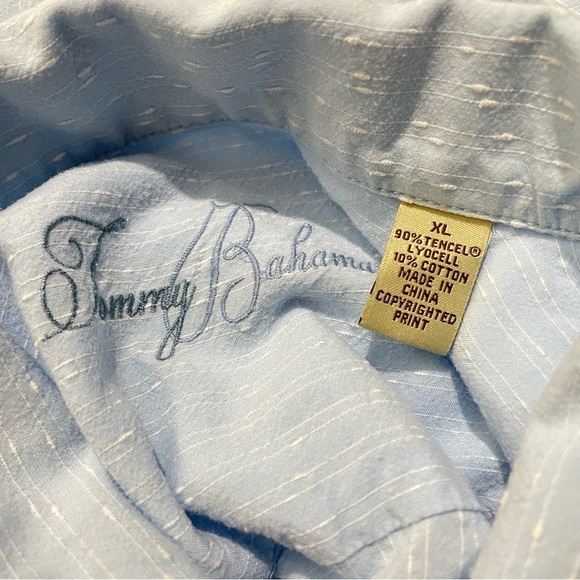 Tommy Bahama
XL
90% TENCEL®
LYOCELL
10% COTTON
MADE IN
CHINA
COPYRIGHTED
PRINT